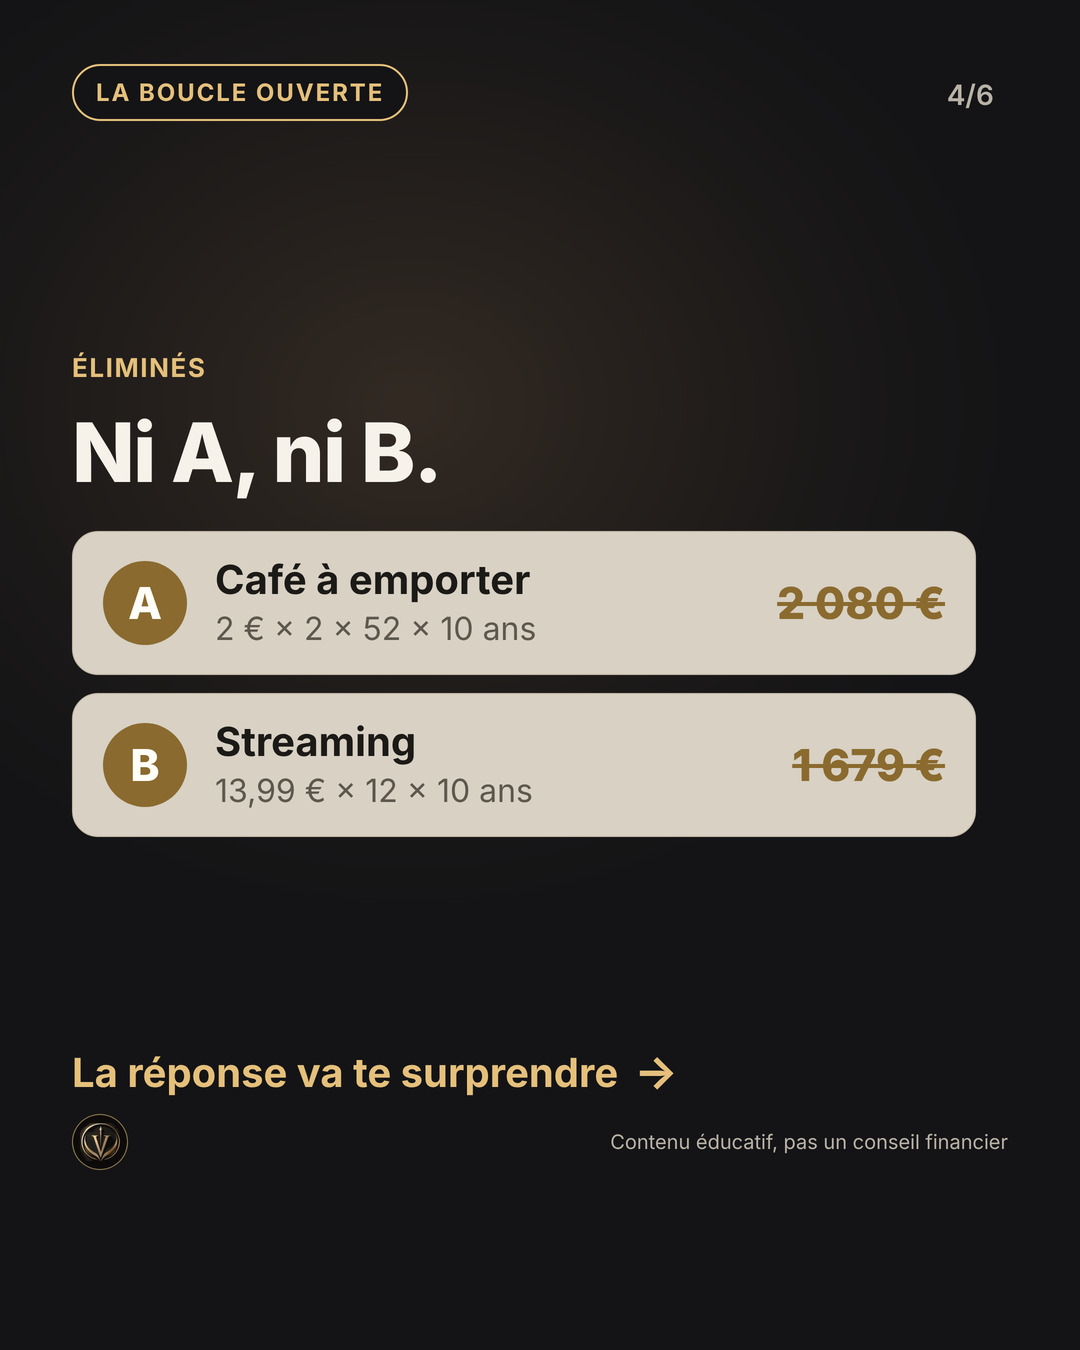 LA BOUCLE OUVERTE
4/6
ÉLIMINÉS
Ni A, ni B.
A
Café à emporter
2 € × 2 × 52 × 10 ans
2 080 €
B
Streaming
13,99 € × 12 × 10 ans
1 679 €
La réponse va te surprendre →
V
Contenu éducatif, pas un conseil financier